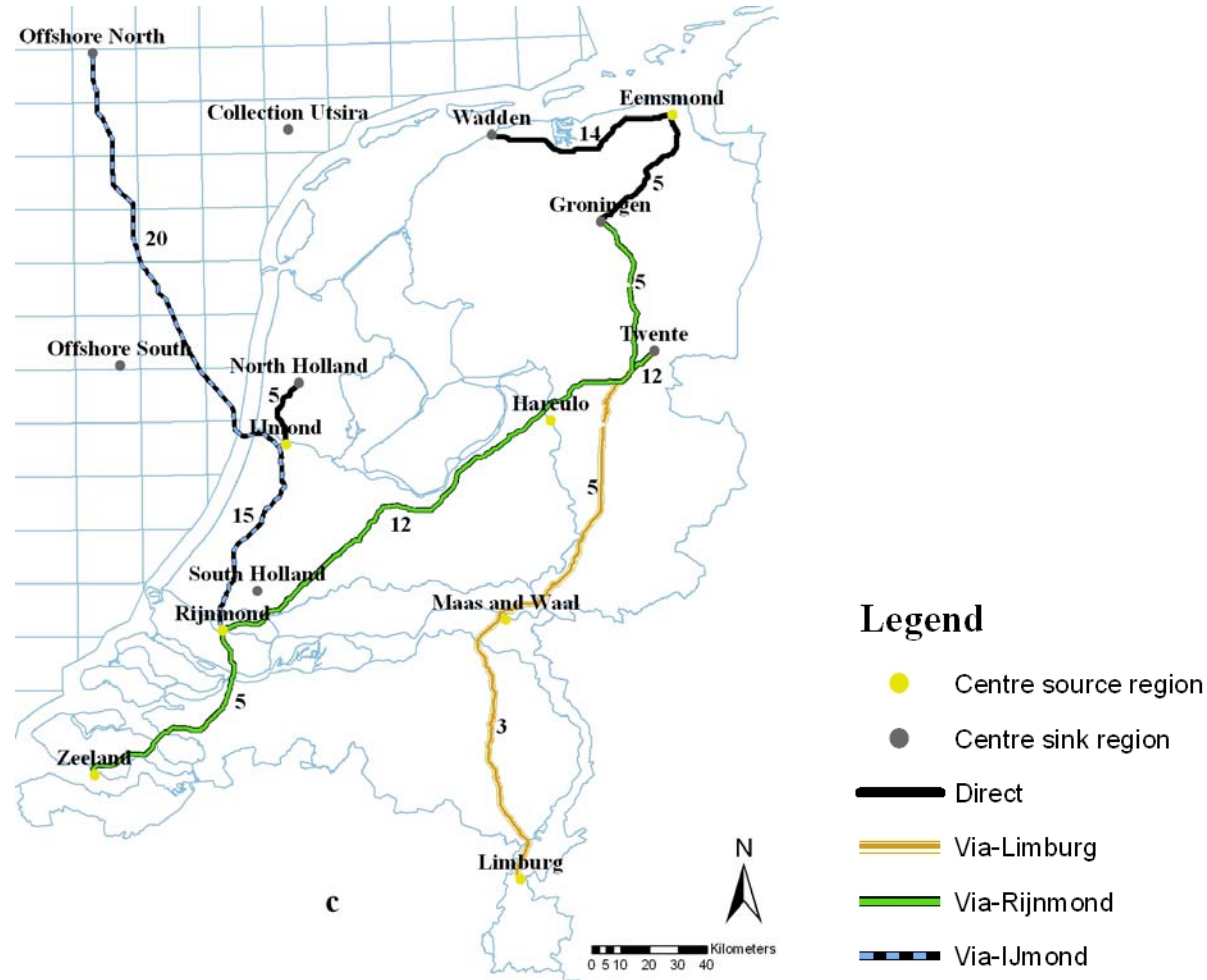 Offshore North
Collection Utsira
Wadden
Eemsmond
14
5
Groningen
20
5
Offshore South
North Holland
Twente
12
5
Harculo
IJmond
5
15
12
South Holland
Rijnmond
Maas and Waal
5
3
Zeeland
Limburg
c
N
Kilometers
0 5 10 20 30 40
Legend
Centre source region
Centre sink region
Direct
Via-Limburg
Via-Rijnmond
Via-IJmond